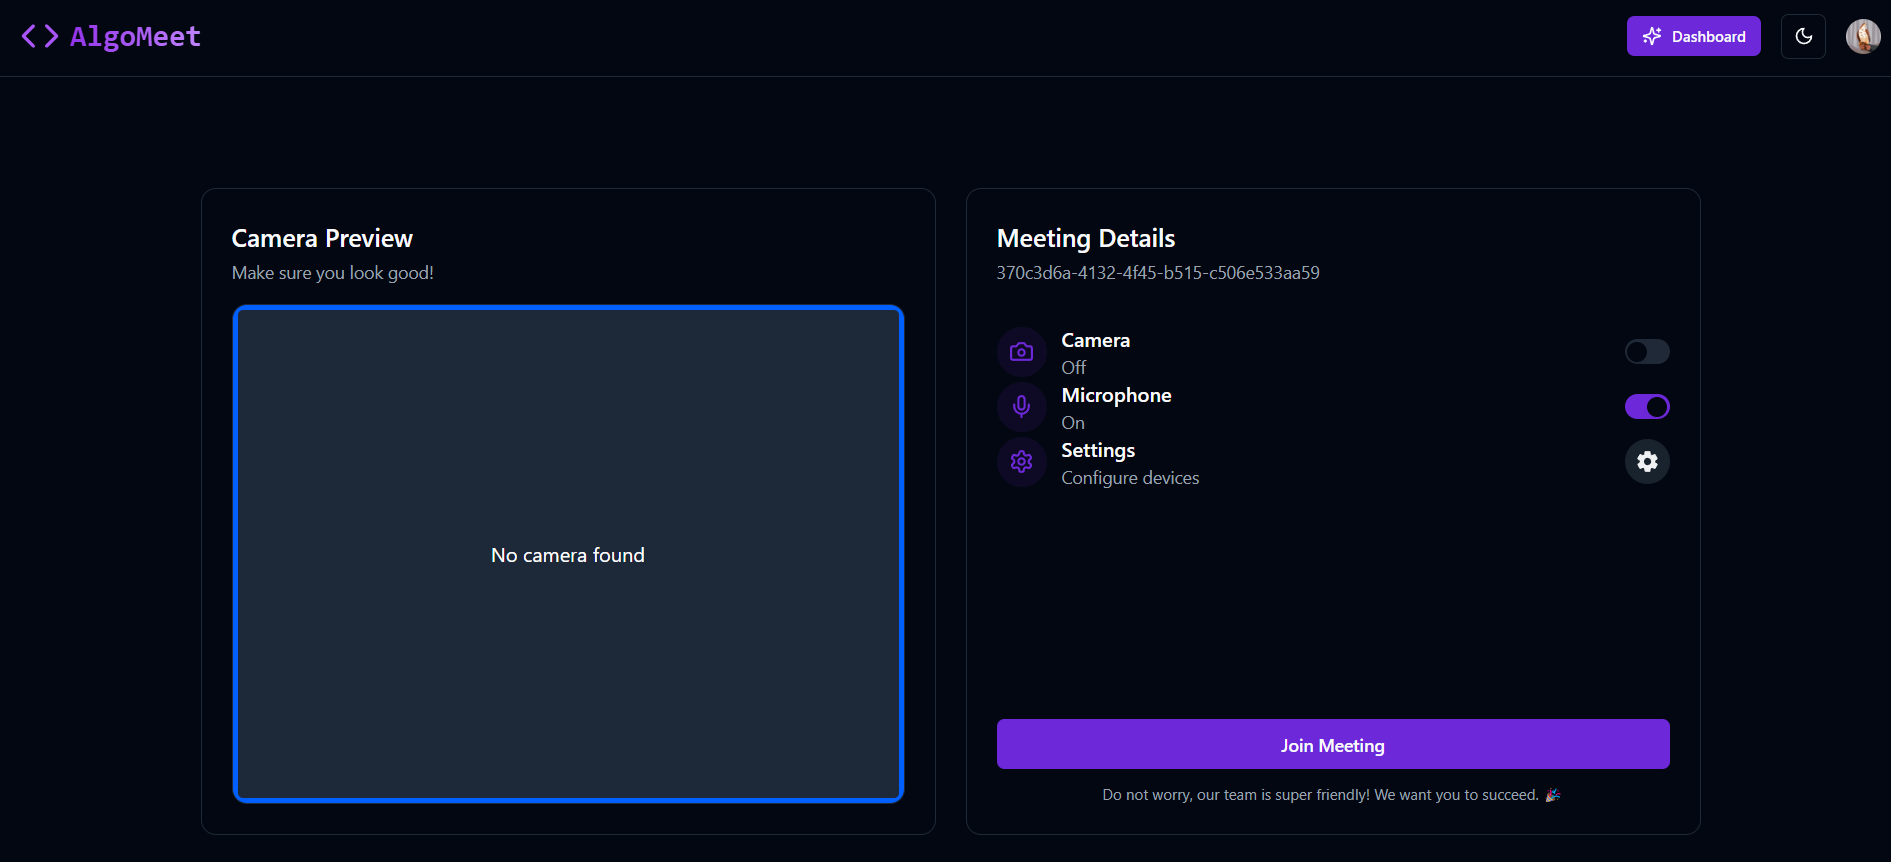 AlgoMeet
Dashboard
Camera Preview
Make sure you look good!
No camera found
Meeting Details
370c3d6a-4132-4f45-b515-c506e533aa59
Camera
Off
Microphone
On
Settings
Configure devices
Join Meeting
Do not worry, our team is super friendly! We want you to succeed. 🎉